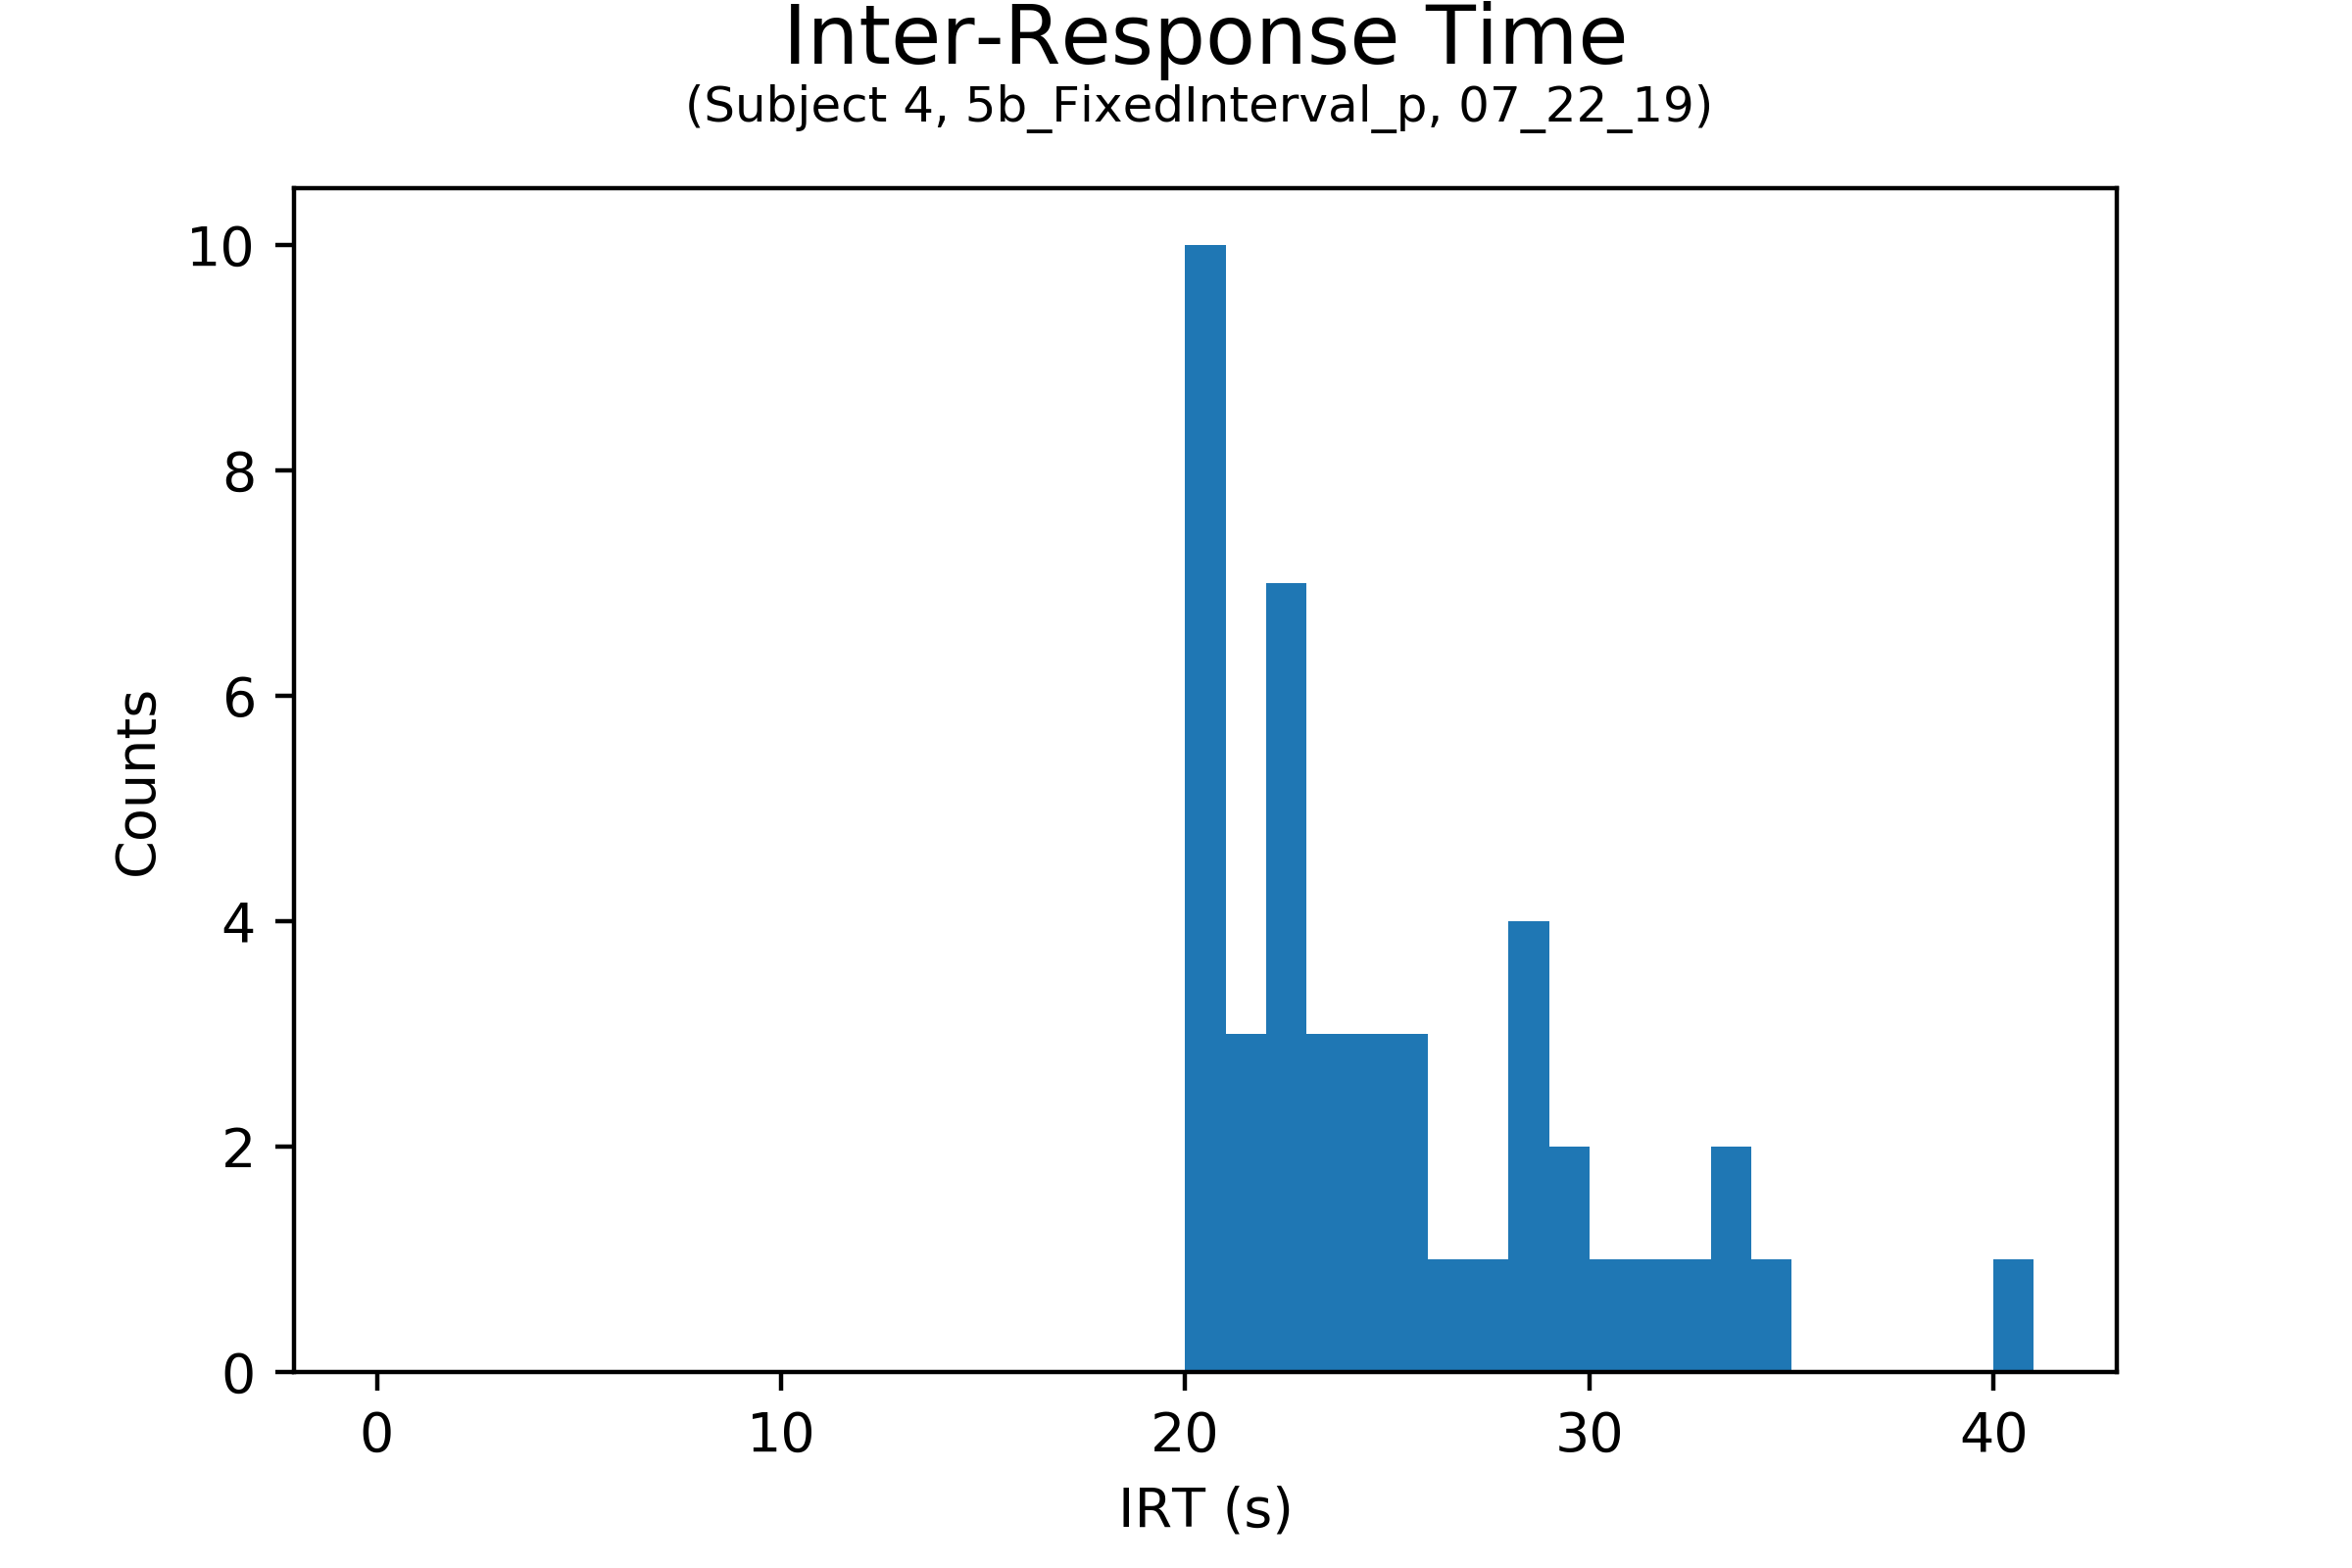 Inter-Response Time
(Subject 4, 5b_FixedInterval_p, 07_22_19)
10
8
6
4
2
0
Counts
0 10 20 30 40
IRT (s)